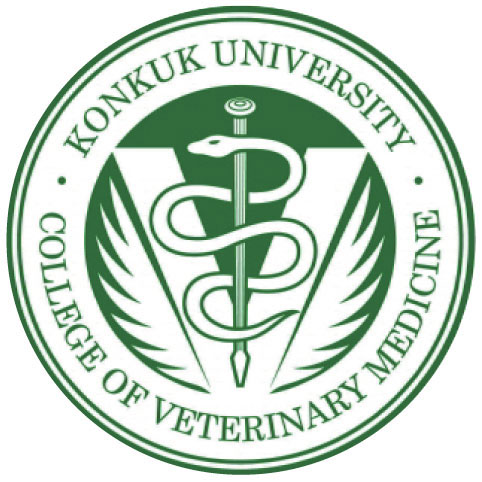 KONKUK UNIVERSITY
COLLEGE OF VETERINARY MEDICINE